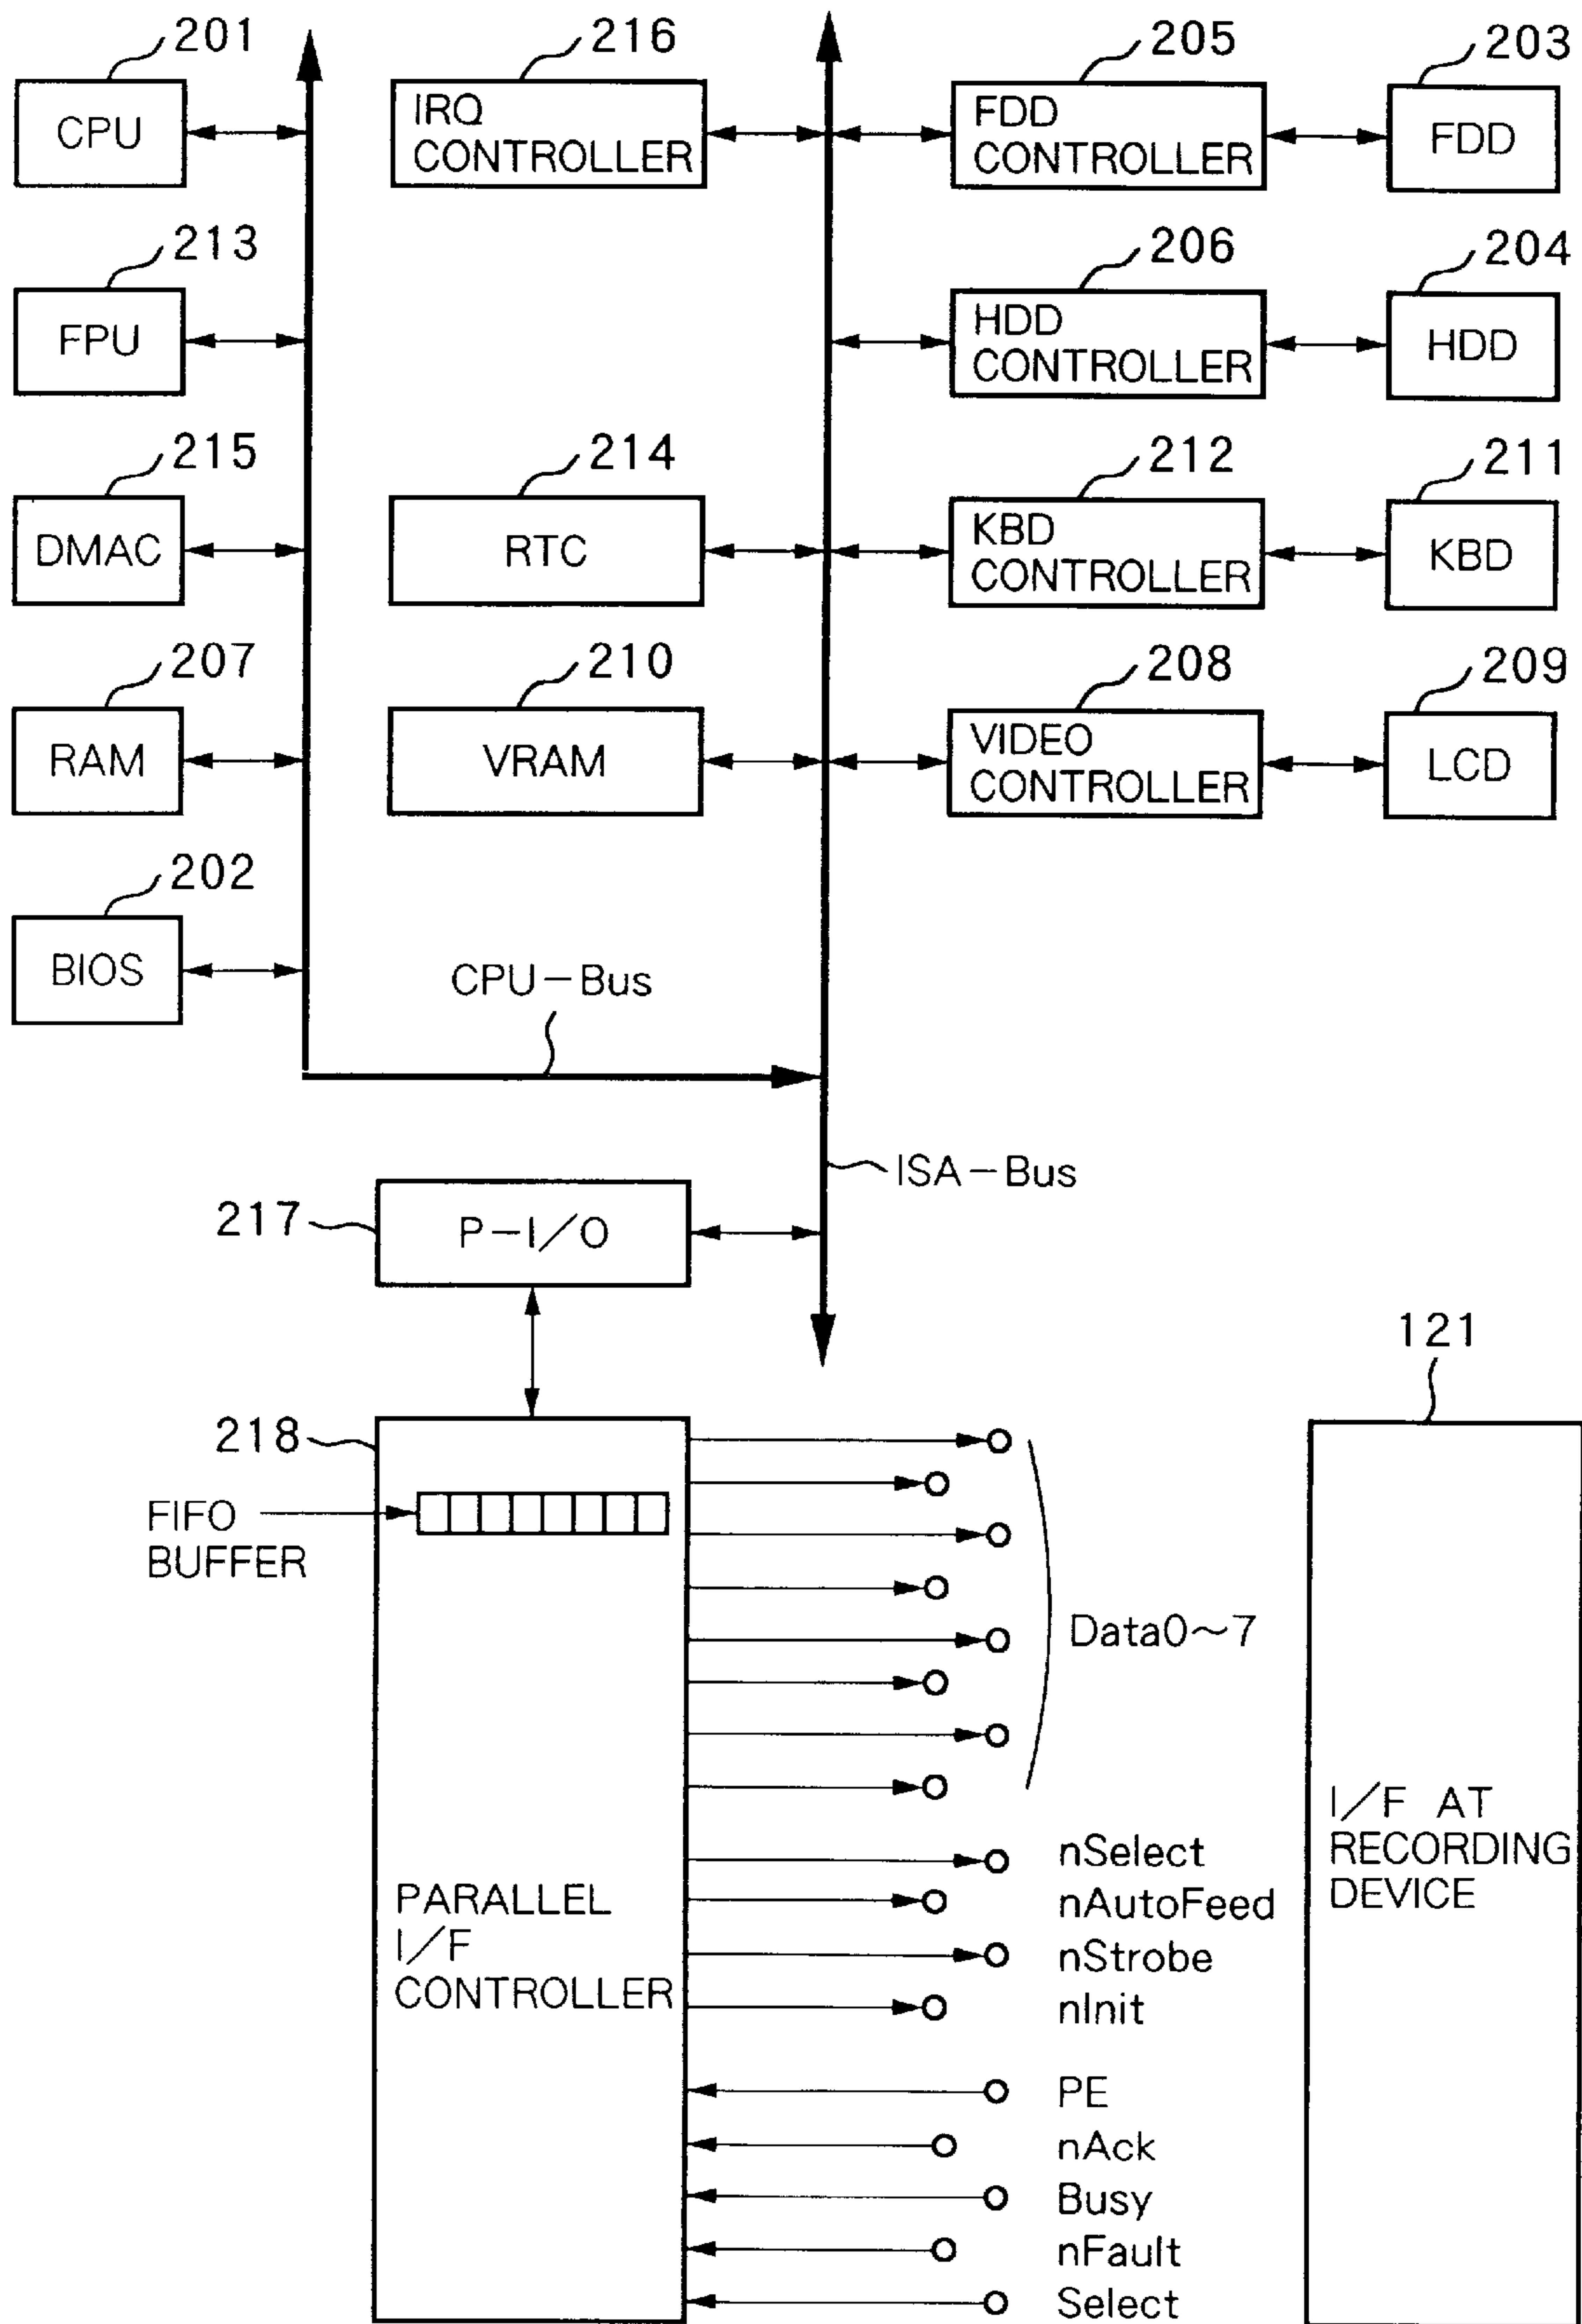 201
216
205
203
CPU
IRQ
CONTROLLER
FDD
CONTROLLER
FDD
213
206
204
FPU
HDD
CONTROLLER
HDD
215
214
212
211
DMAC
RTC
KBD
CONTROLLER
KBD
207
210
208
209
RAM
VRAM
VIDEO
CONTROLLER
LCD
202
BIOS
CPU-Bus
ISA-Bus
217
P-I/O
121
218
FIFO
BUFFER
Data0~7
I/F AT
RECORDING
DEVICE
PARALLEL
I/F
CONTROLLER
nSelect
nAutoFeed
nStrobe
nInit
PE
nAck
Busy
nFault
Select